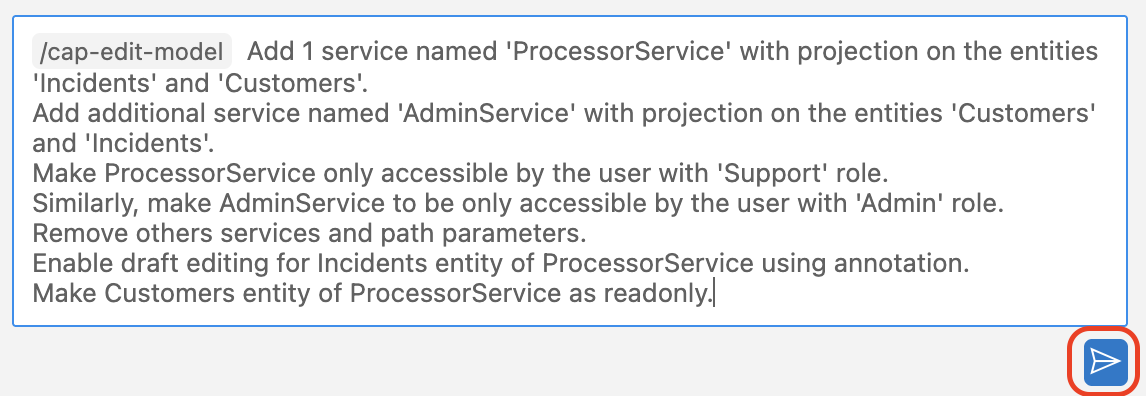 /cap-edit-model Add 1 service named 'ProcessorService' with projection on the entities
'Incidents' and 'Customers'.
Add additional service named 'AdminService' with projection on the entities 'Customers'
and 'Incidents'.
Make ProcessorService only accessible by the user with 'Support' role.
Similarly, make AdminService to be only accessible by the user with 'Admin' role.
Remove others services and path parameters.
Enable draft editing for Incidents entity of ProcessorService using annotation.
Make Customers entity of ProcessorService as readonly.